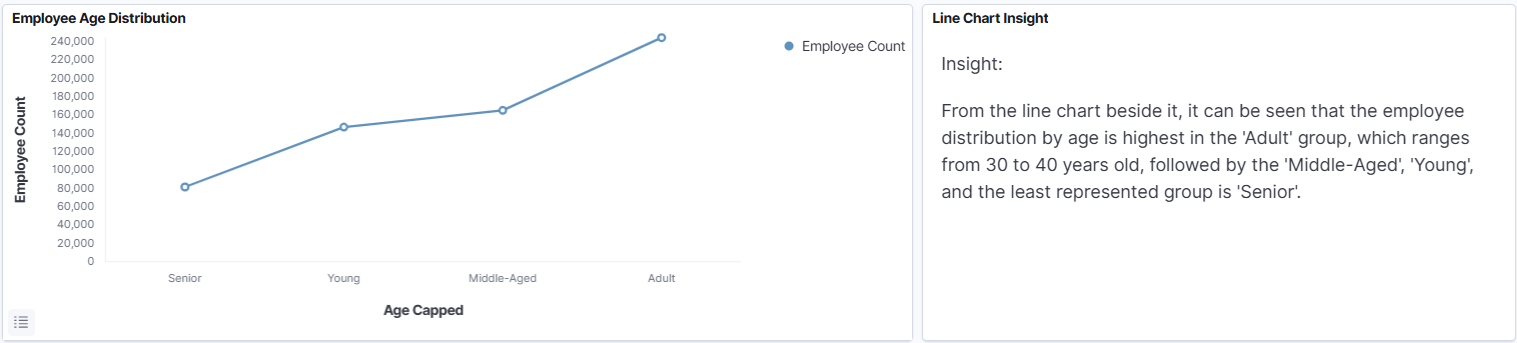 Employee Age Distribution
240,000
220,000
200,000
180,000
160,000
140,000
120,000
100,000
80,000
60,000
40,000
20,000
0
Employee Count
Senior
Young
Middle-Aged
Adult
Age Capped
Employee Count
Line Chart Insight
Insight:
From the line chart beside it, it can be seen that the employee
distribution by age is highest in the 'Adult' group, which ranges
from 30 to 40 years old, followed by the 'Middle-Aged', 'Young',
and the least represented group is 'Senior'.